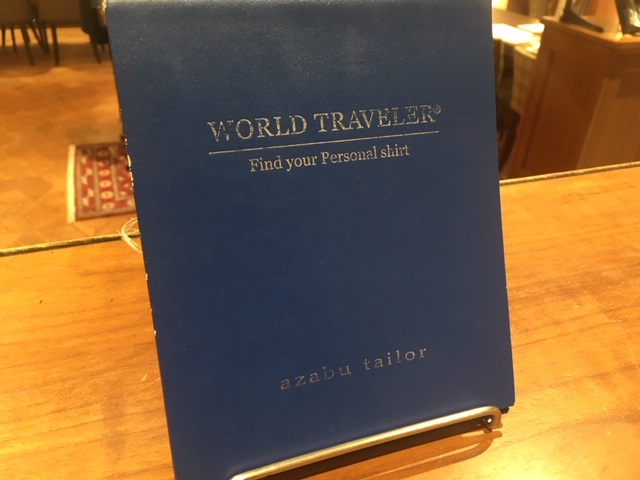 WORLD TRAVELER®
Find your Personal shirt
azabu tailor